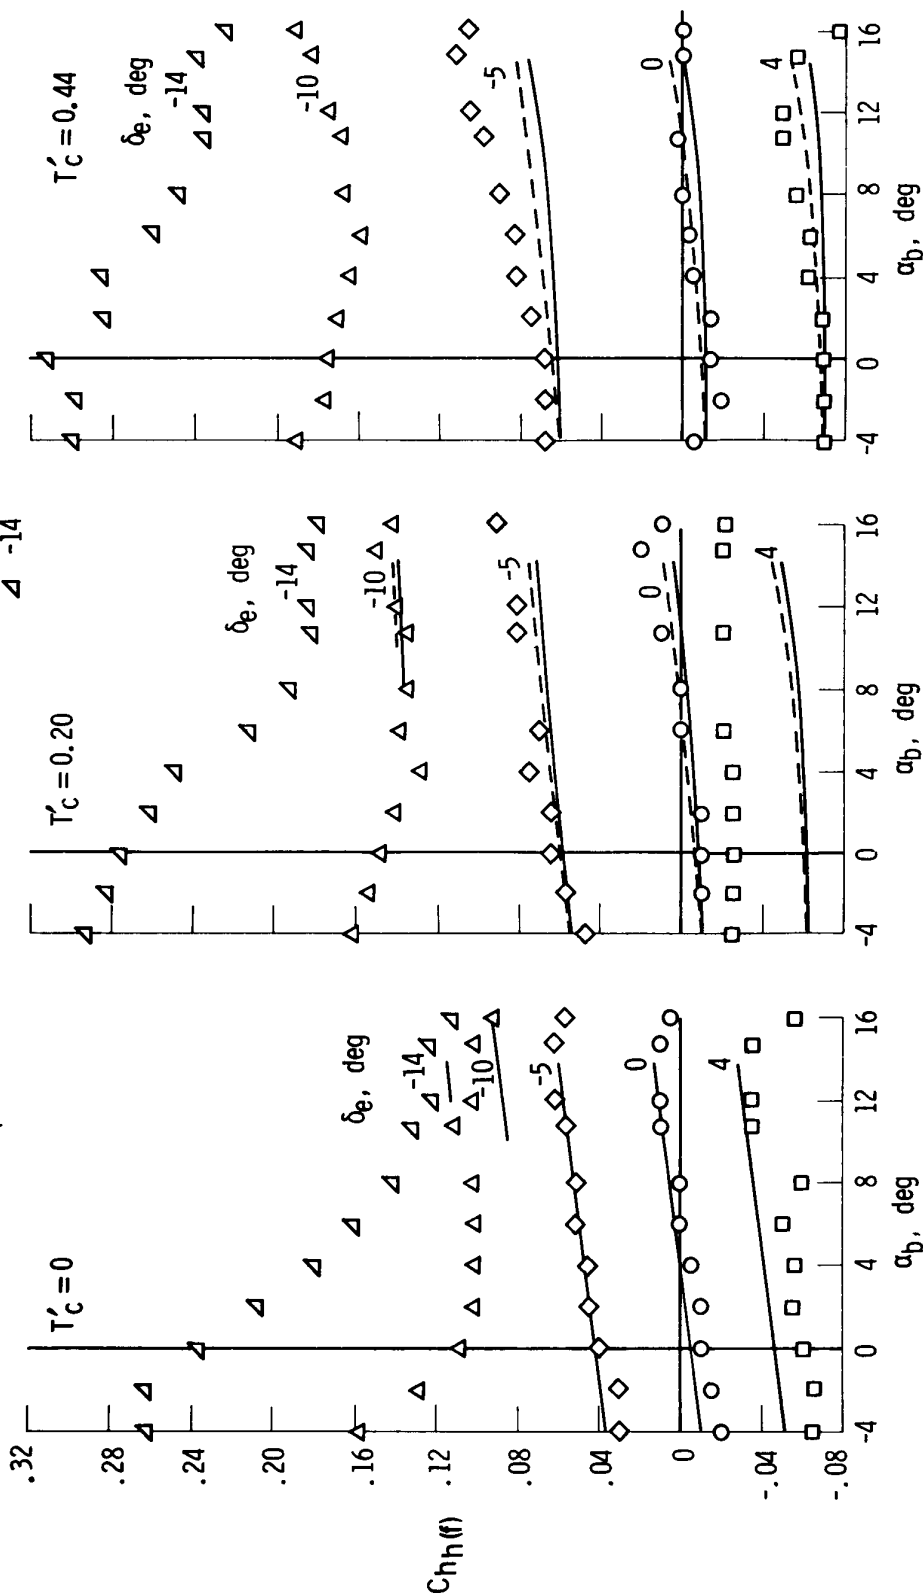 -14
T'c = 0
T'c = 0.20
T'c = 0.44
δe, deg
-14
-10
-5
0
4
δe, deg
-14
-10
-5
0
4
δe, deg
-14
-10
-5
0
4
Chh(f)
.32
.28
.24
.20
.16
.12
.08
.04
0
-.04
-.08
-4 0 4 8 12 16
-4 0 4 8 12 16
-4 0 4 8 12 16
αb, deg
αb, deg
αb, deg